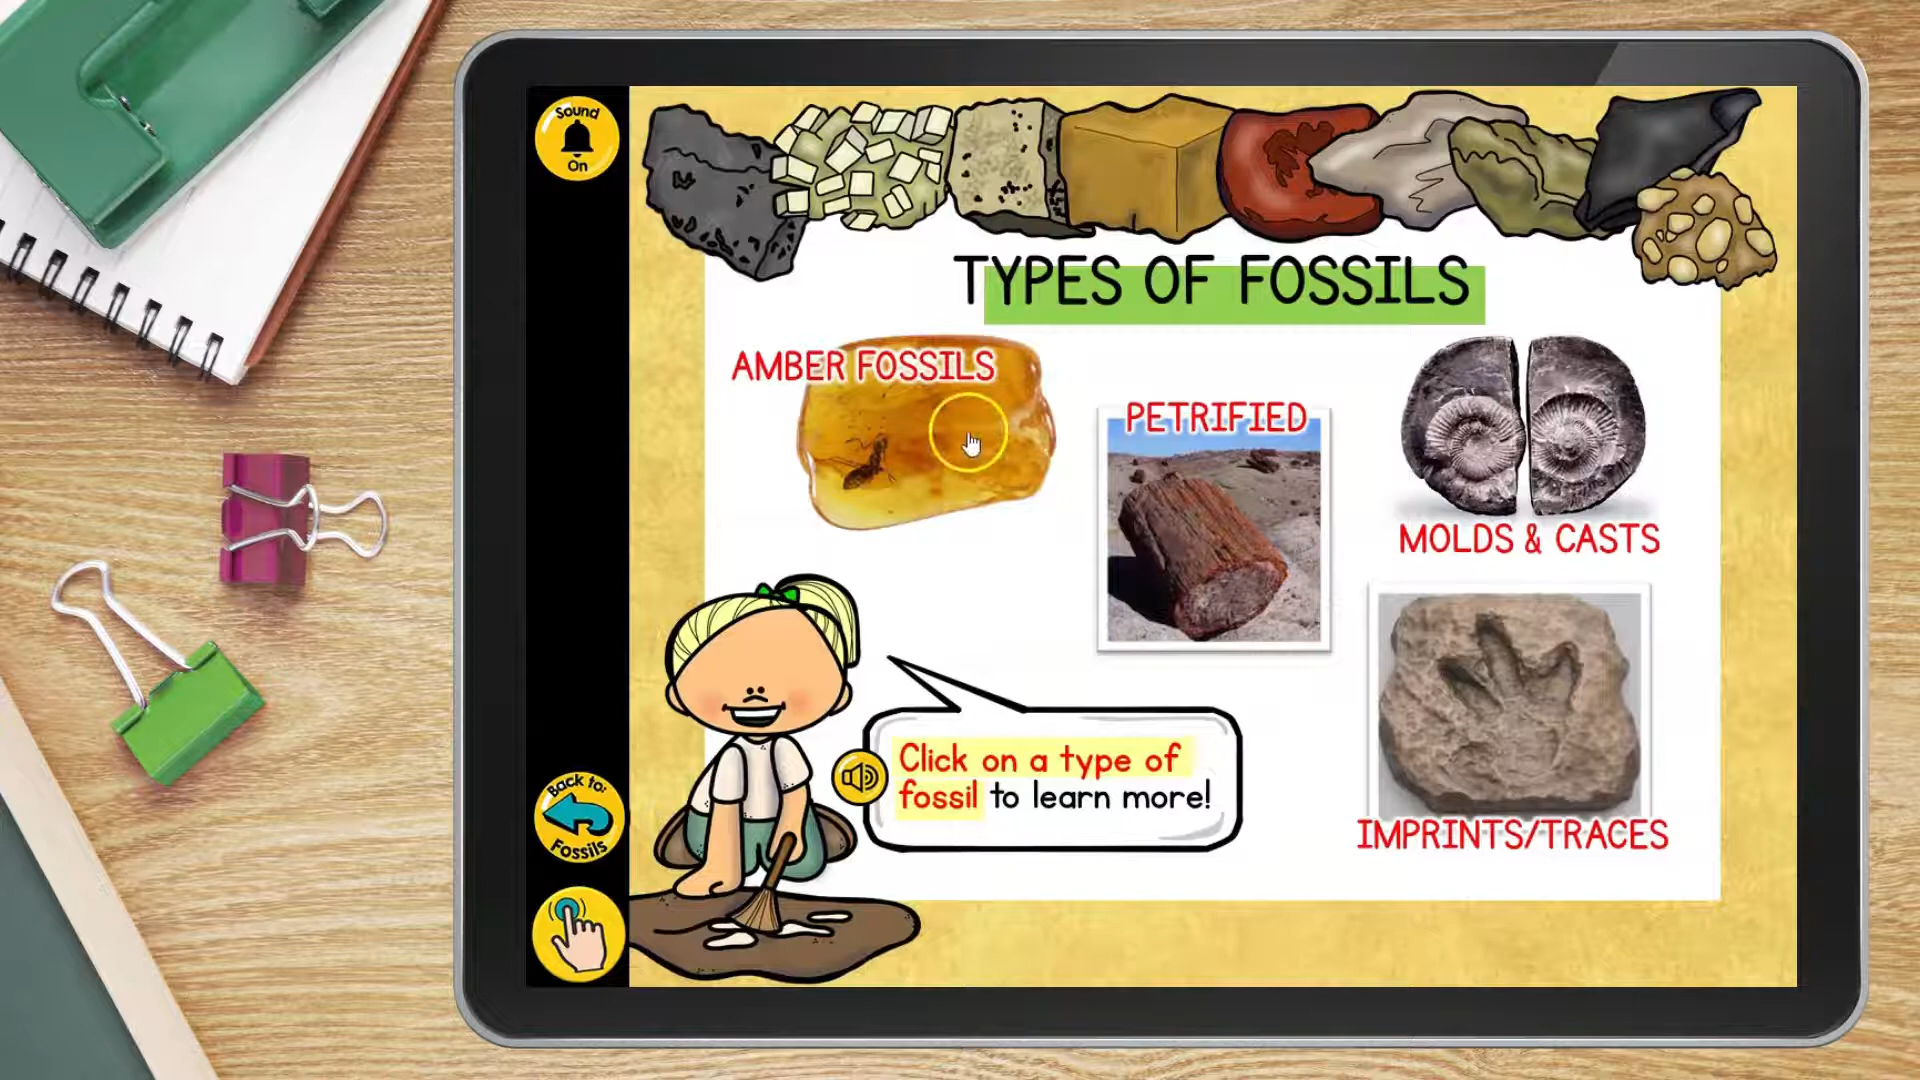 Sound
On
TYPES OF FOSSILS
AMBER FOSSILS
PETRIFIED
MOLDS & CASTS
Click on a type of
fossil to learn more!
IMPRINTS/TRACES
Back to:
Fossils